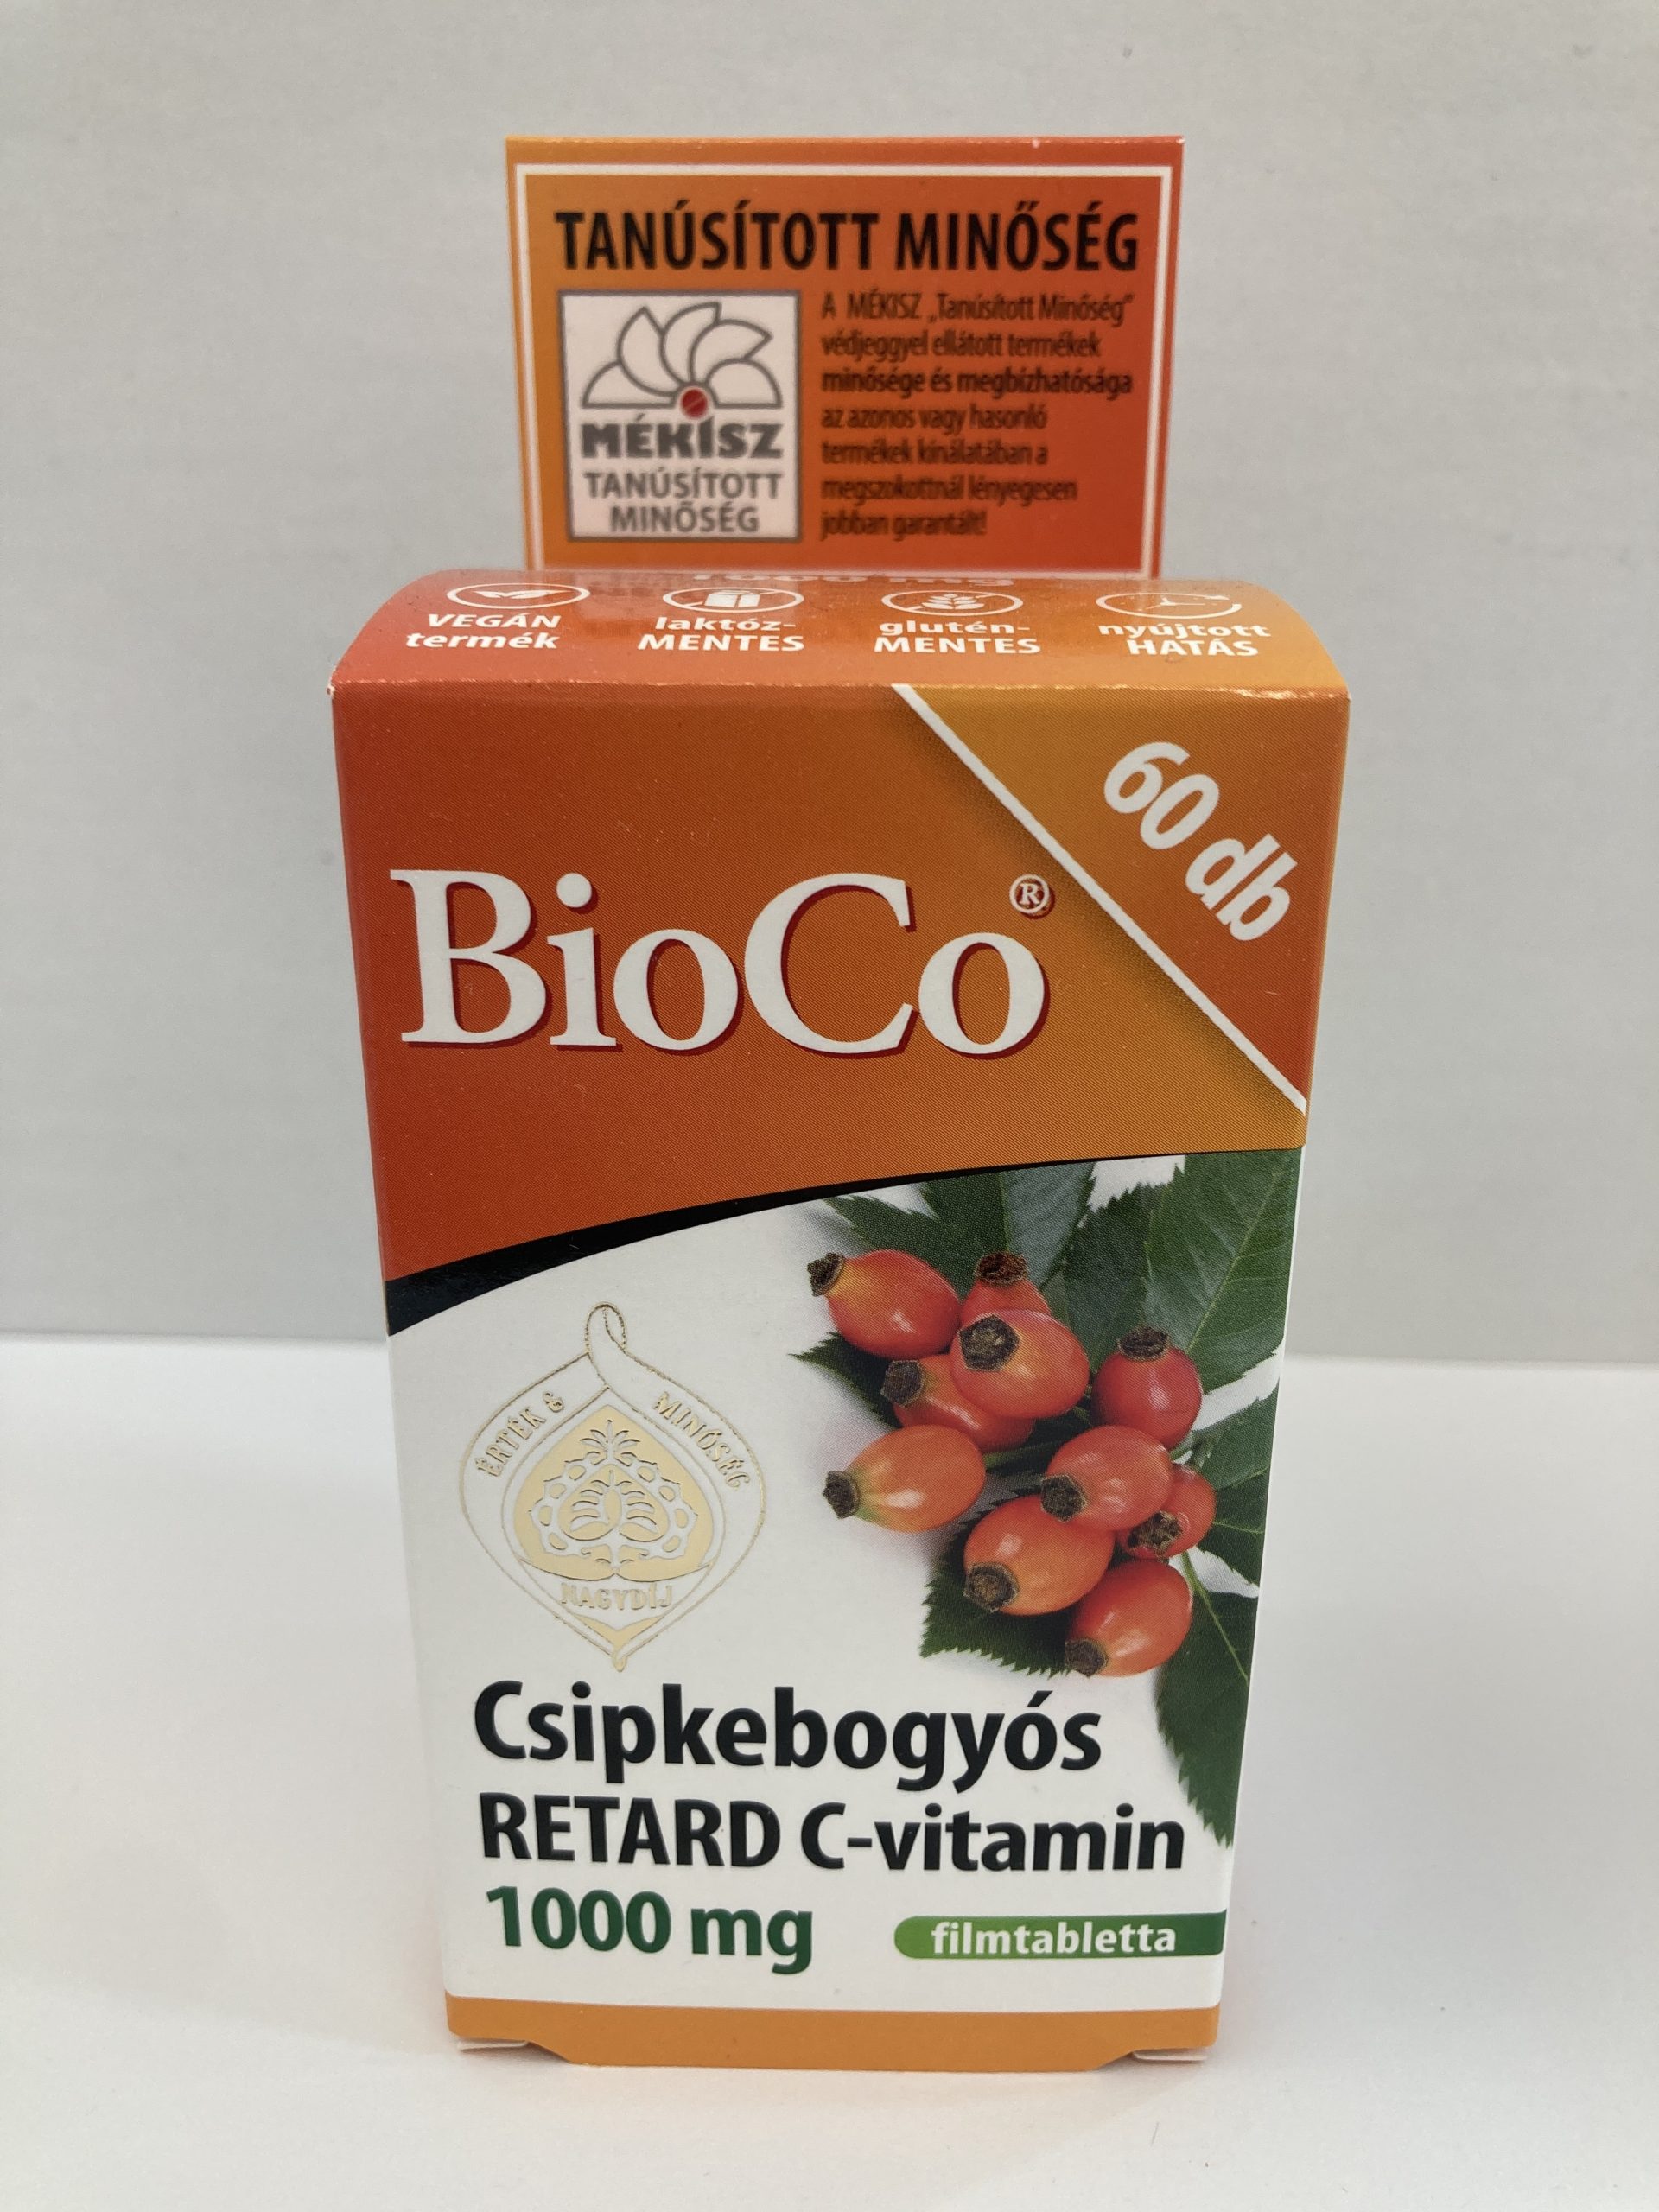 TANÚSÍTOTT MINŐSÉG
MÉKISZ
TANÚSÍTOTT
MINŐSÉG
A MÉKISZ „Tanúsított Minőség”
védjeggyel ellátott termékek
minősége és megbízhatósága
az azonos vagy hasonló
termékek kínálatában a
megszokottnál lényegesen
jobban garantált!
1000 mg
VEGÁN
termék
laktóz-
MENTES
glutén-
MENTES
nyújtott
HATÁS
60 db
BioCo®
ÉRTÉK & MINŐSÉG
NAGYDÍJ
Csipkebogyós
RETARD C-vitamin
1000 mg
filmtabletta